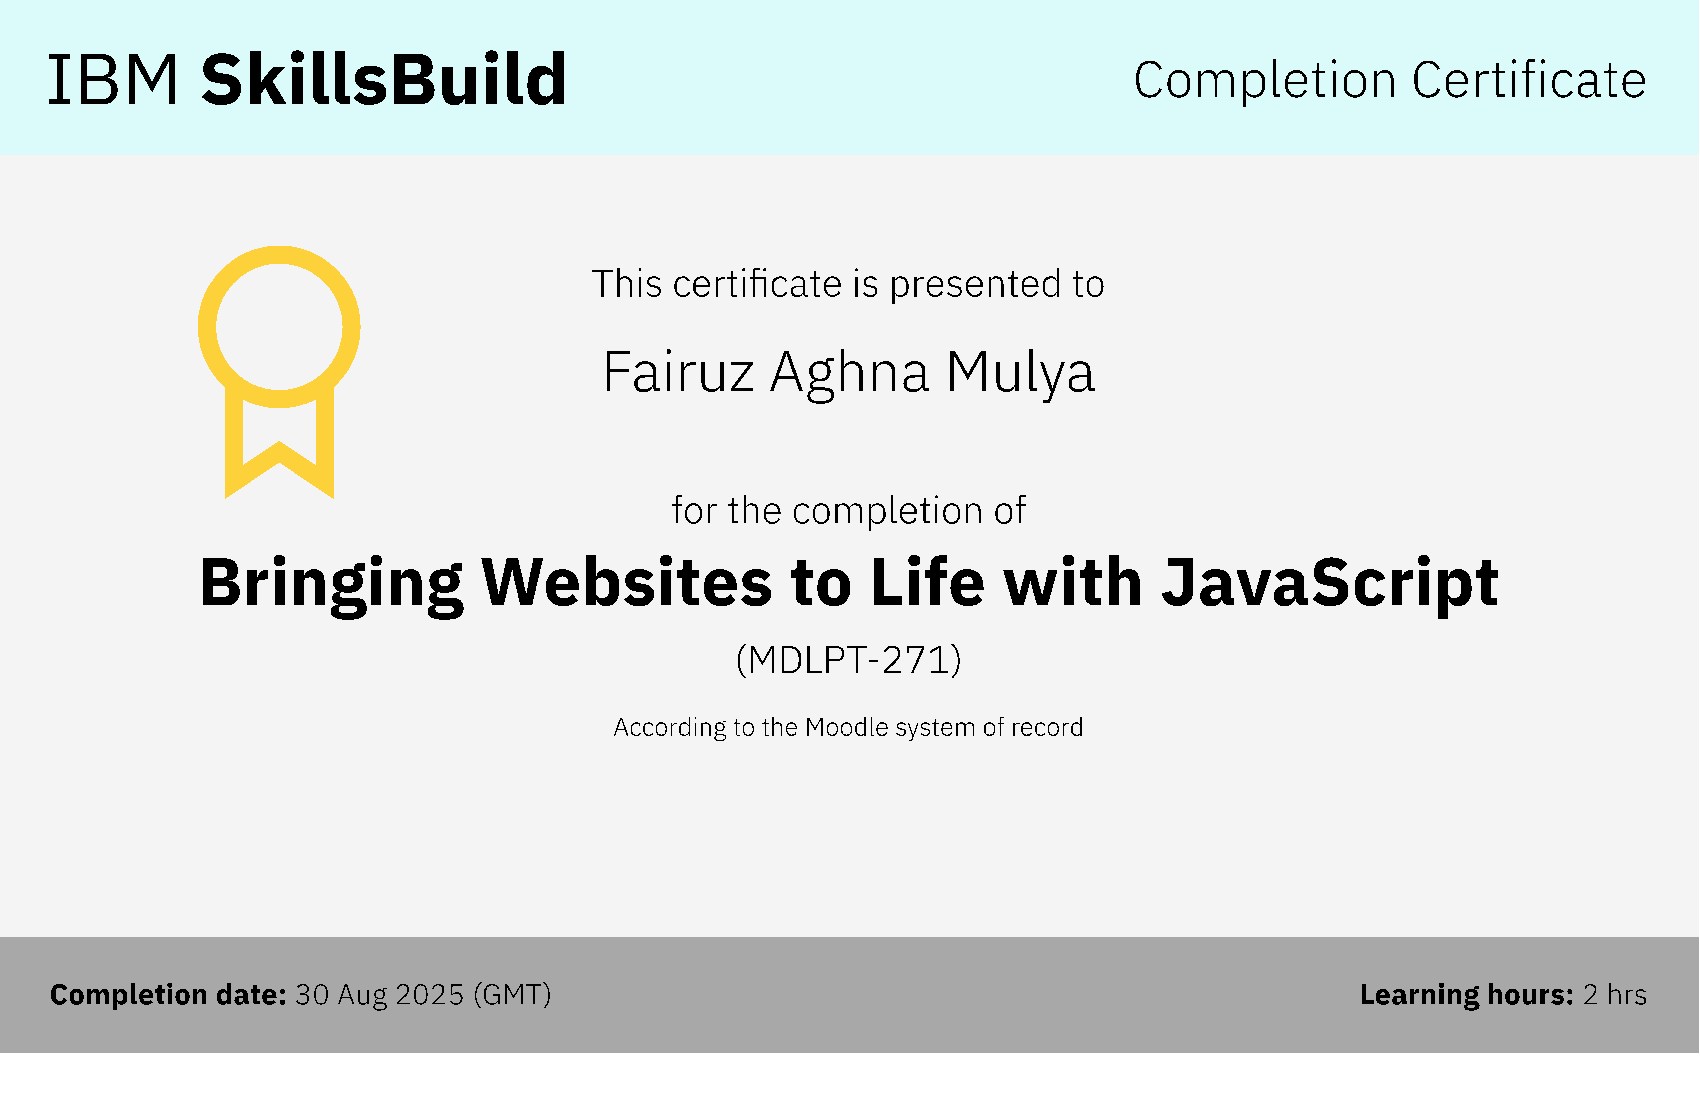 IBM SkillsBuild
Completion Certificate
This certificate is presented to
Fairuz Aghna Mulya
for the completion of
Bringing Websites to Life with JavaScript
(MDLPT-271)
According to the Moodle system of record
Completion date: 30 Aug 2025 (GMT)
Learning hours: 2 hrs